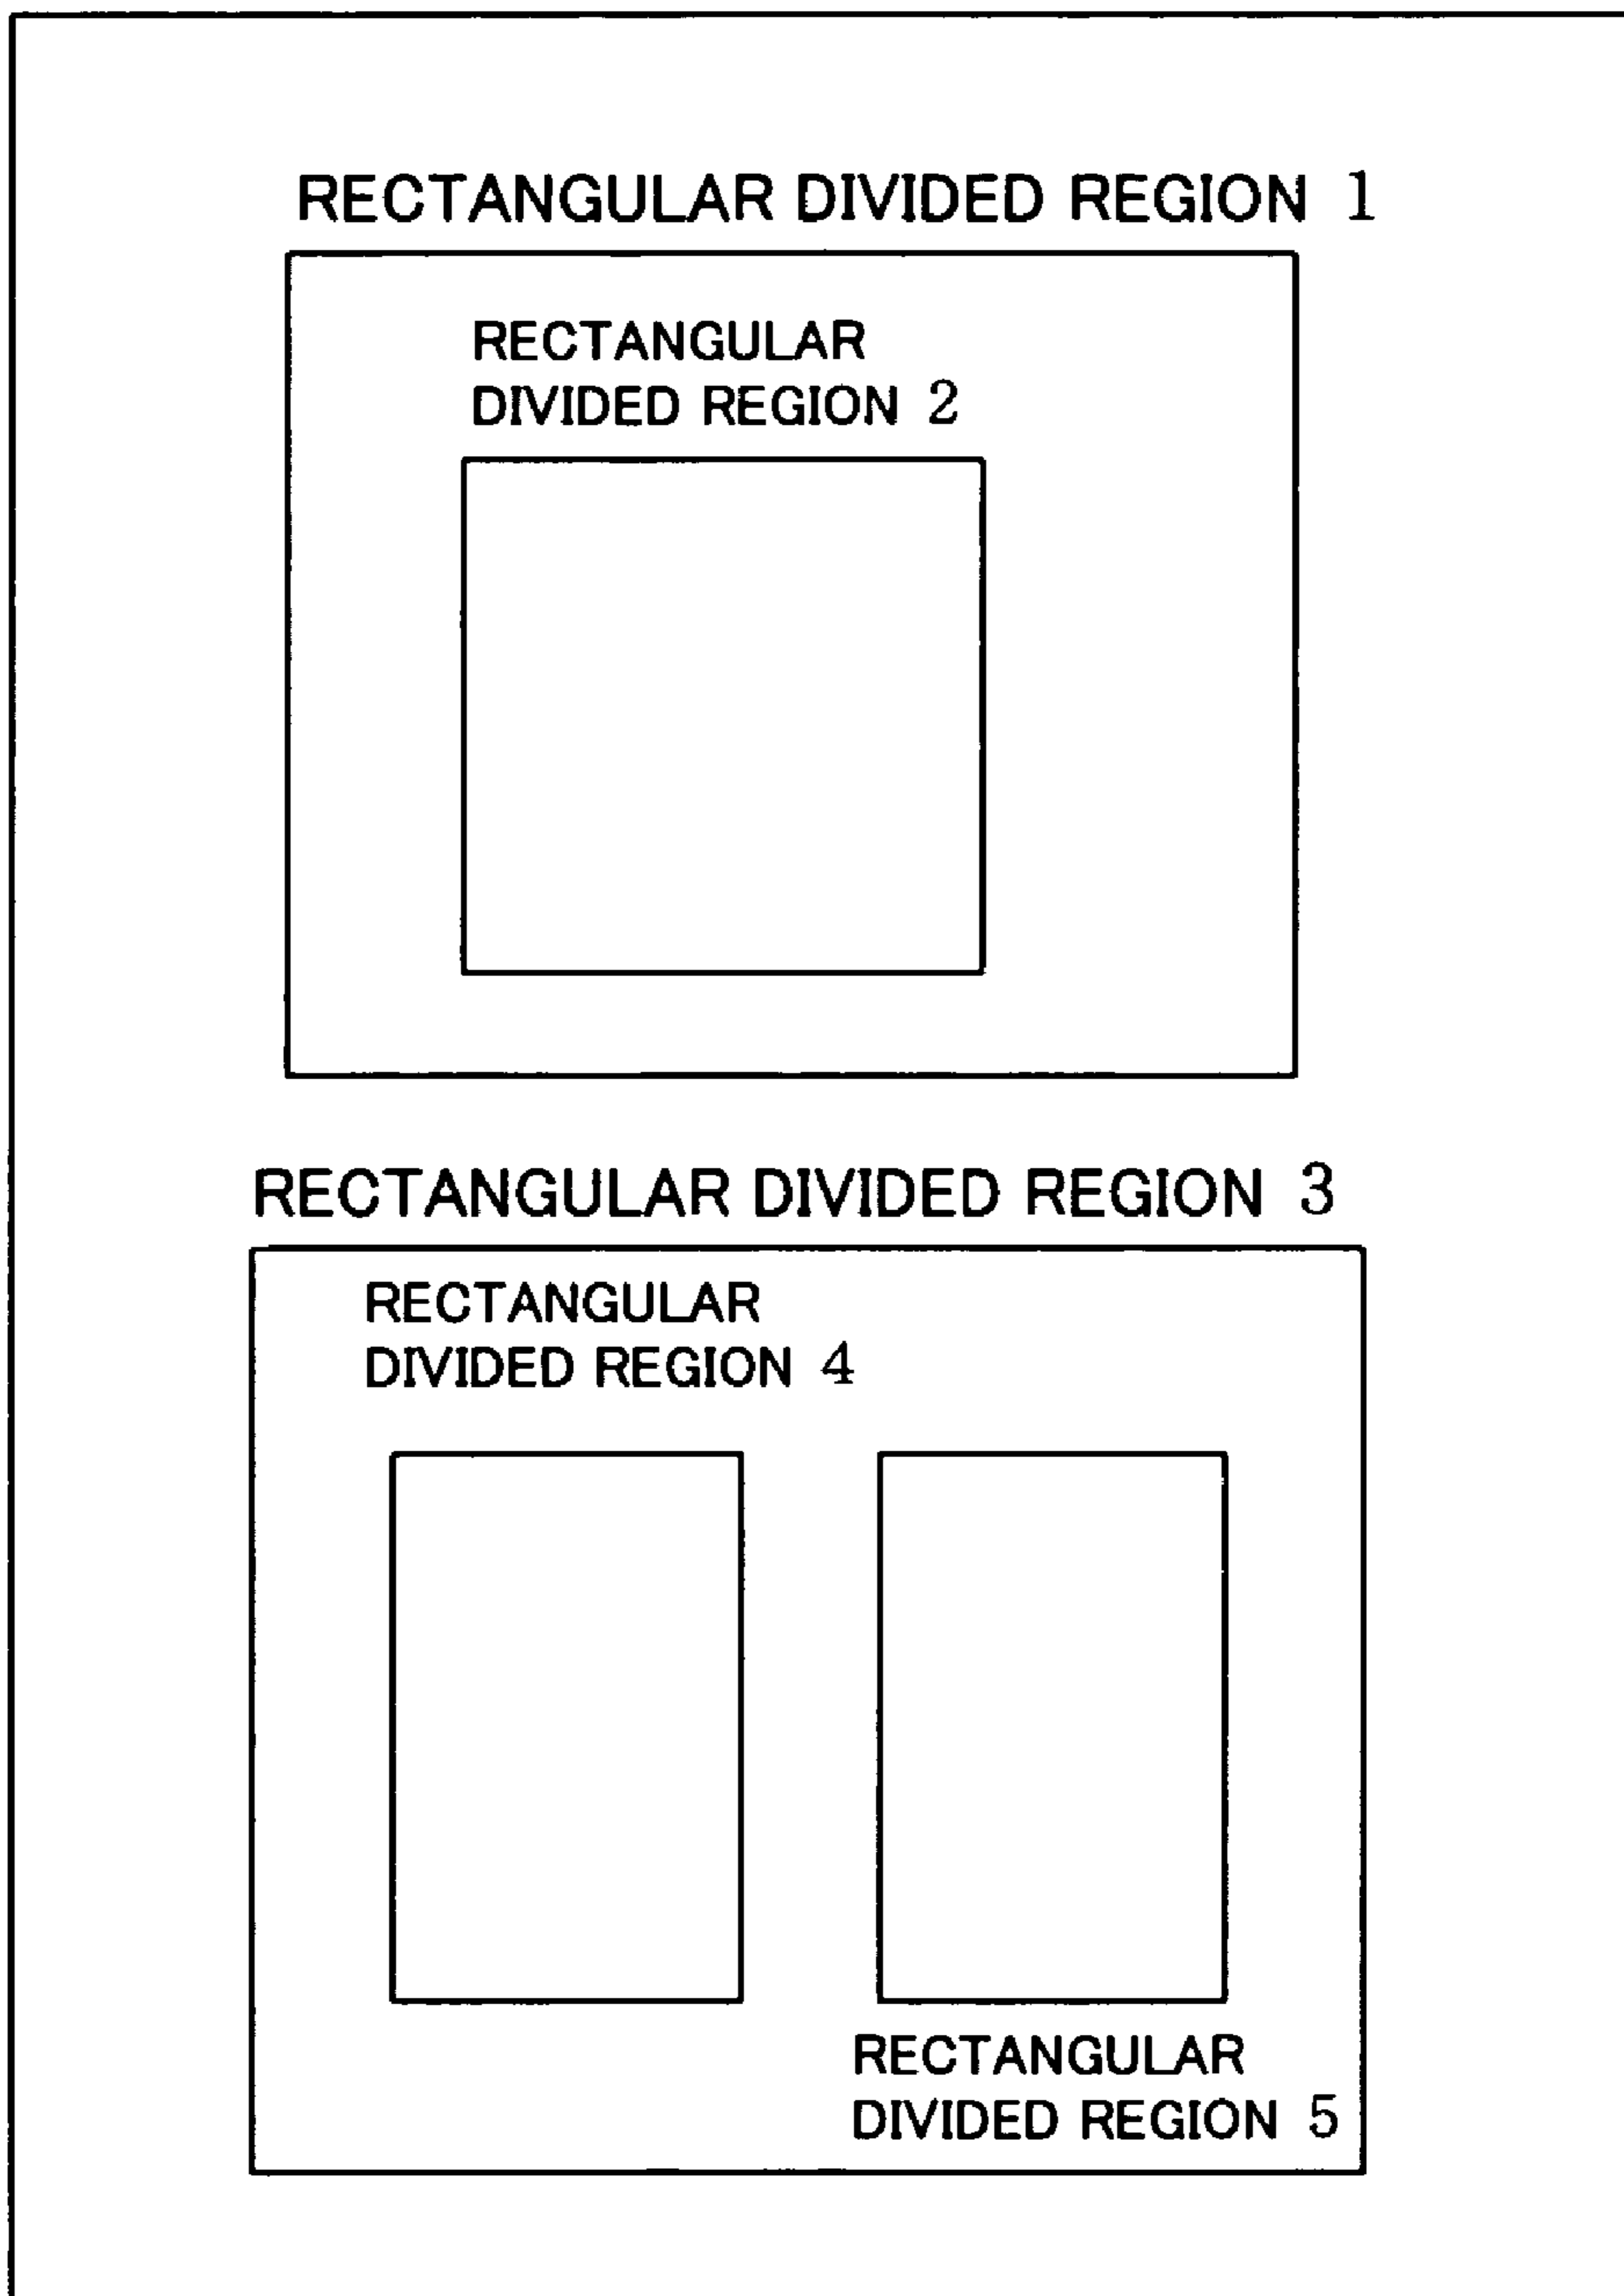 RECTANGULAR DIVIDED REGION 1
RECTANGULAR
DIVIDED REGION 2
RECTANGULAR DIVIDED REGION 3
RECTANGULAR
DIVIDED REGION 4
RECTANGULAR
DIVIDED REGION 5